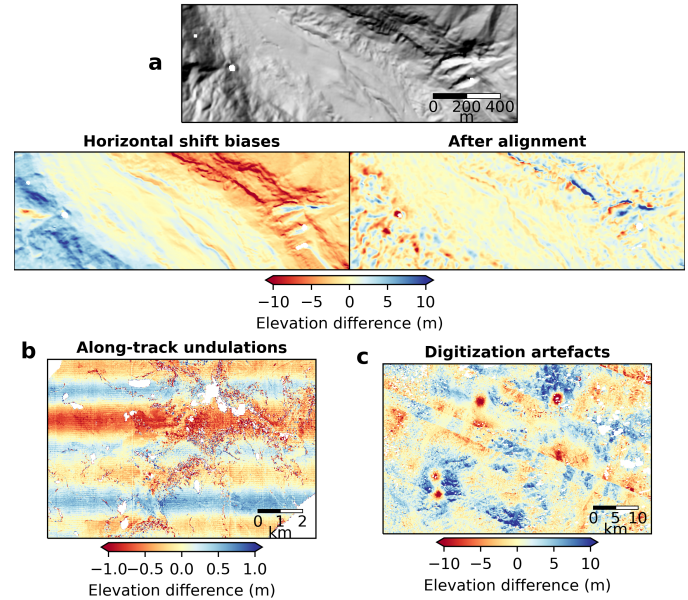 a
0 200 400
m
Horizontal shift biases
After alignment
−10 −5 0 5 10
Elevation difference (m)
b
Along-track undulations
0 1 2
km
−1.0 −0.5 0.0 0.5 1.0
Elevation difference (m)
c
Digitization artefacts
0 5 10
km
−10 −5 0 5 10
Elevation difference (m)